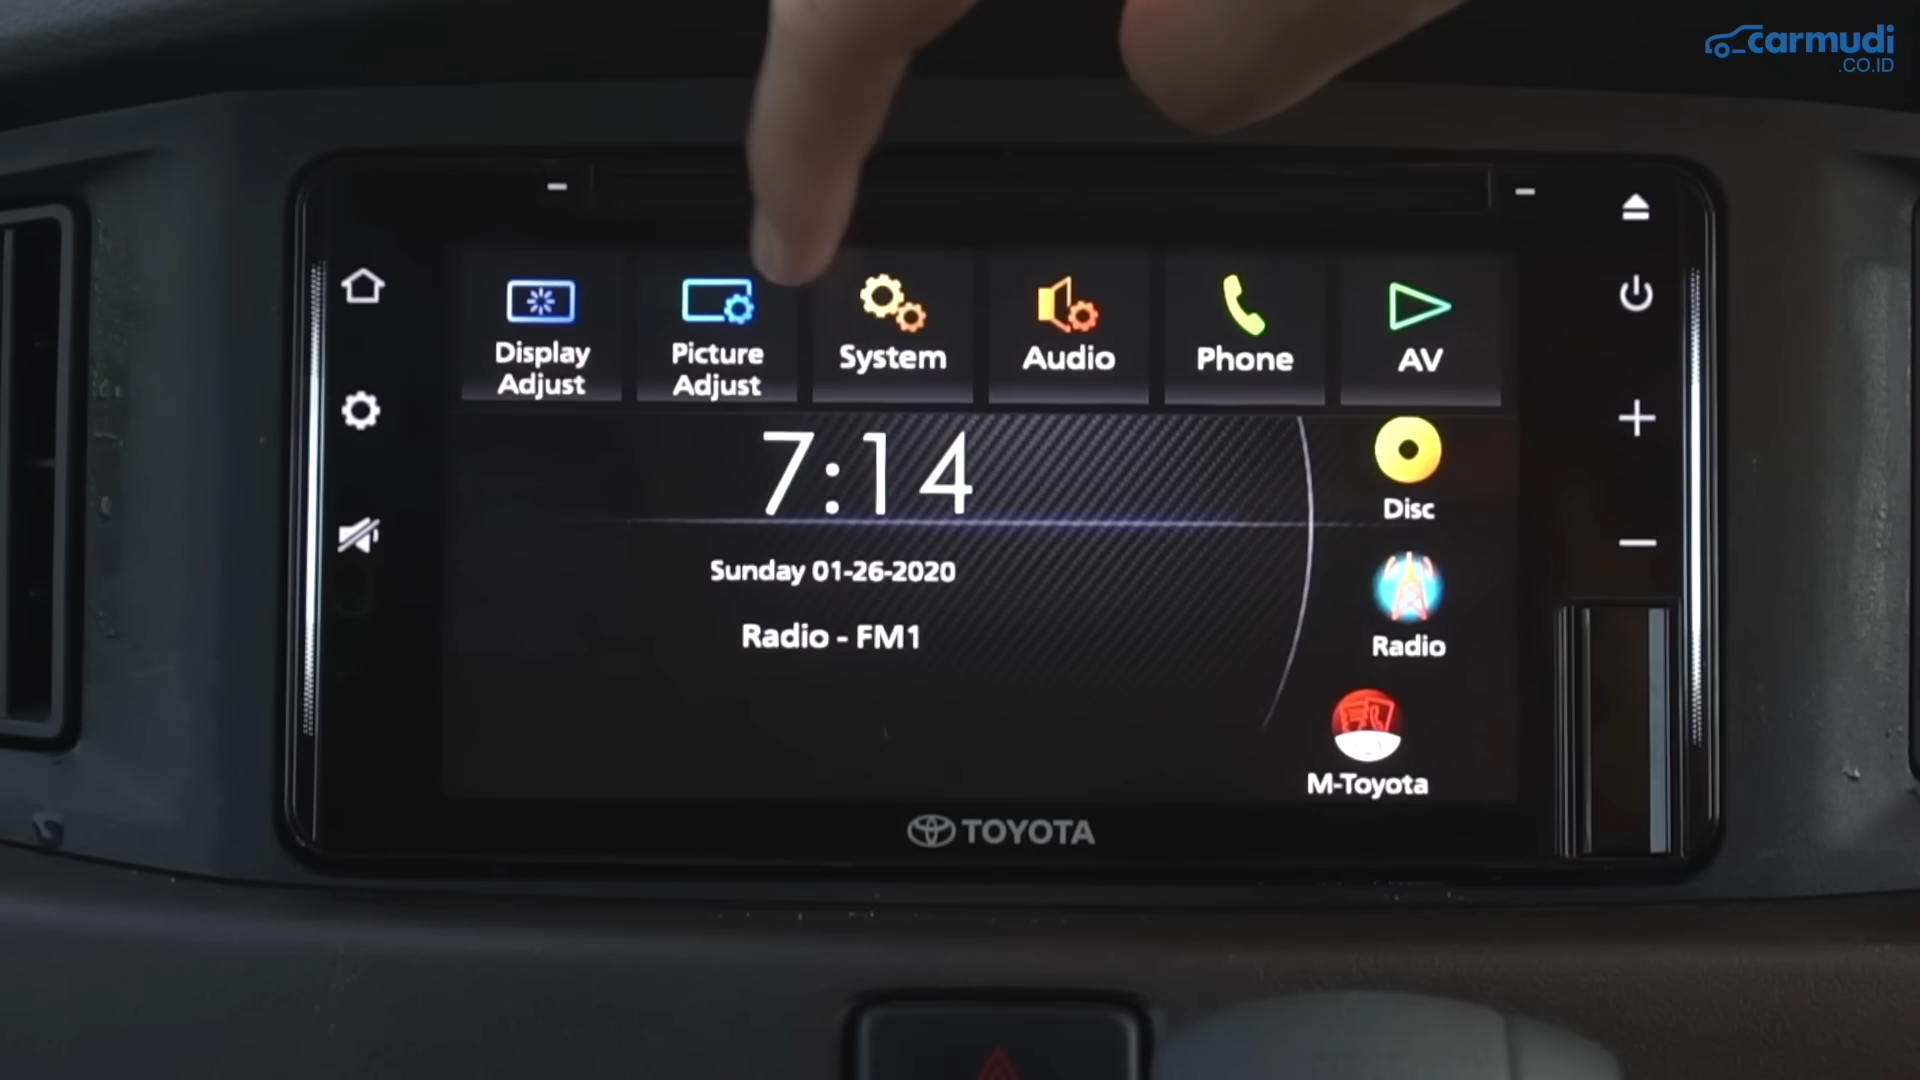 carmudi
.CO.ID
Display
Adjust
Picture
Adjust
System
Audio
Phone
AV
7:14
Disc
Sunday 01-26-2020
Radio - FM1
Radio
M-Toyota
TOYOTA